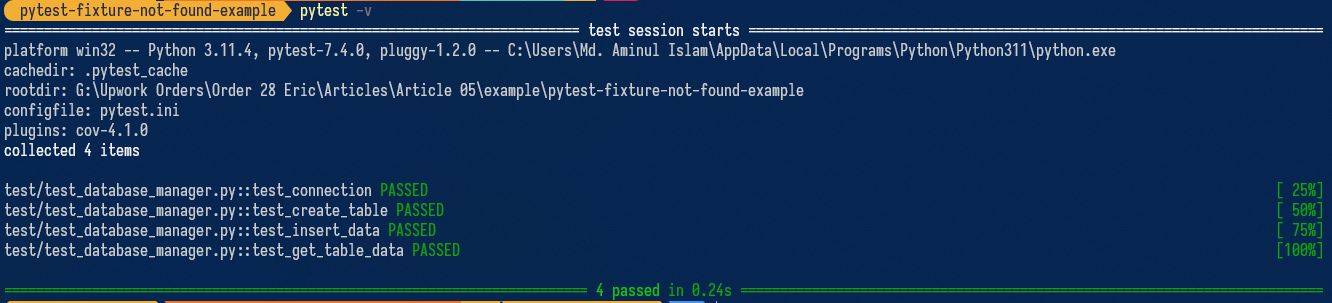 pytest-fixture-not-found-example pytest -v
============================= test session starts =============================
platform win32 -- Python 3.11.4, pytest-7.4.0, pluggy-1.2.0 -- C:\Users\Md. Aminul Islam\AppData\Local\Programs\Python\Python311\python.exe
cachedir: .pytest_cache
rootdir: G:\Upwork Orders\Order 28 Eric\Articles\Article 05\example\pytest-fixture-not-found-example
configfile: pytest.ini
plugins: cov-4.1.0
collected 4 items
test/test_database_manager.py::test_connection PASSED [ 25%]
test/test_database_manager.py::test_create_table PASSED [ 50%]
test/test_database_manager.py::test_insert_data PASSED [ 75%]
test/test_database_manager.py::test_get_table_data PASSED [100%]
============================= 4 passed in 0.24s =============================